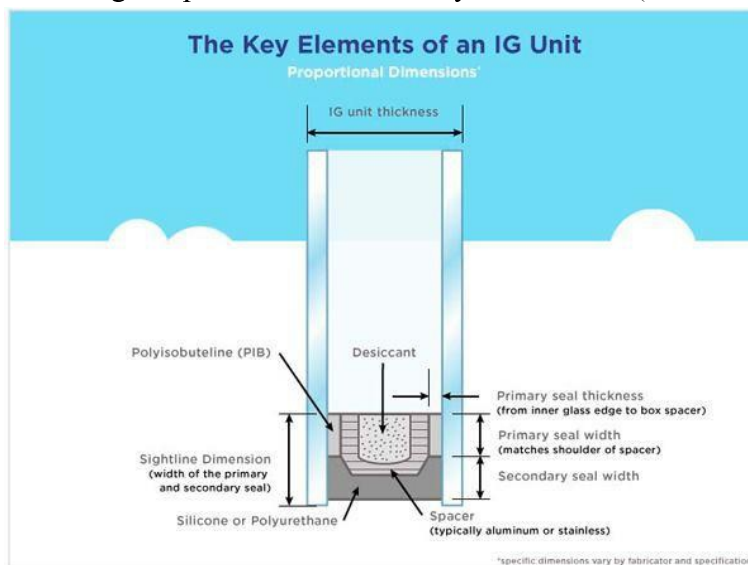 The Key Elements of an IG Unit
Proportional Dimensions*
IG unit thickness
Polyisobuteline (PIB)
Desiccant
Primary seal thickness
(from inner glass edge to box spacer)
Primary seal width
(matches shoulder of spacer)
Sightline Dimension
(width of the primary
and secondary seal)
Secondary seal width
Silicone or Polyurethane
Spacer
(typically aluminum or stainless)
*specific dimensions vary by fabricator and specification